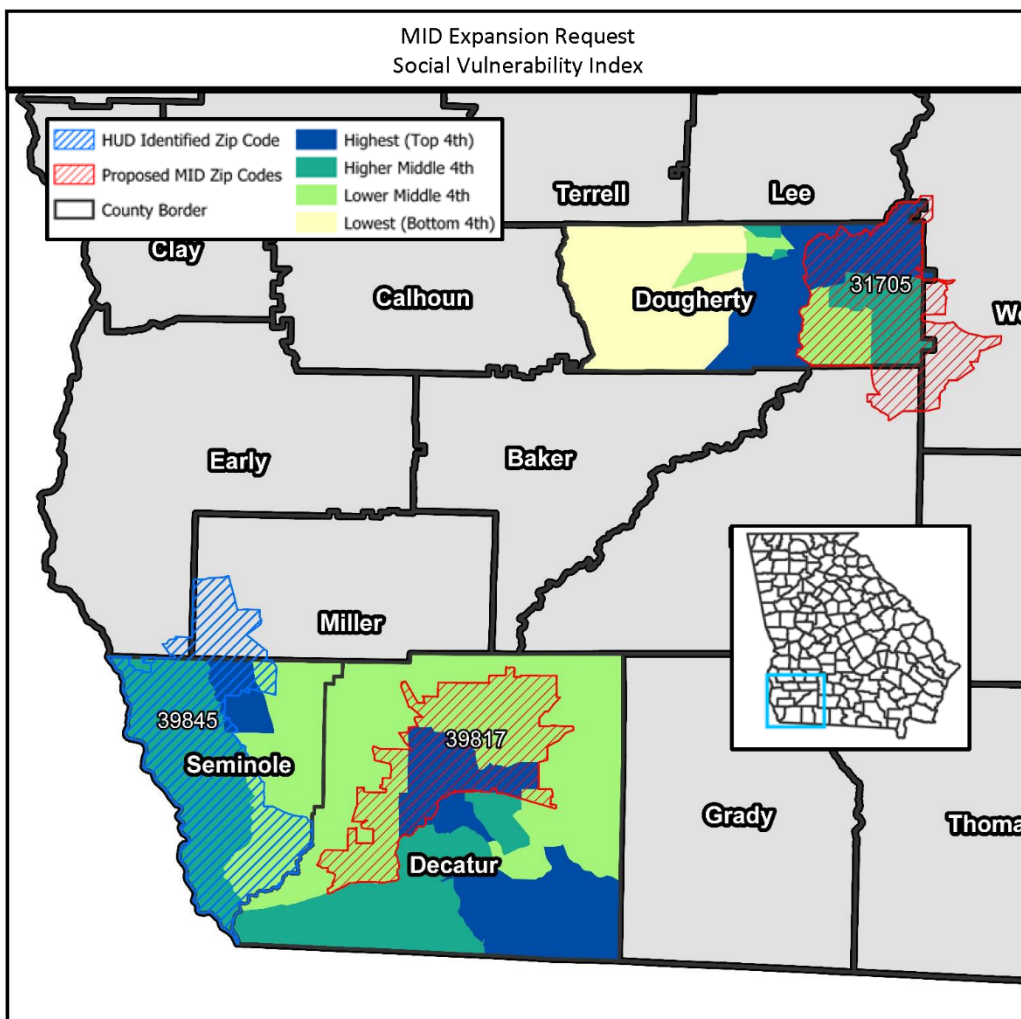 MID Expansion Request
Social Vulnerability Index
HUD Identified Zip Code
Proposed MID Zip Codes
County Border
Highest (Top 4th)
Higher Middle 4th
Lower Middle 4th
Lowest (Bottom 4th)
Terrell
Lee
Clay
Calhoun
Dougherty
31705
Wo
Early
Baker
Miller
39845
Seminole
39817
Decatur
Grady
Thoma